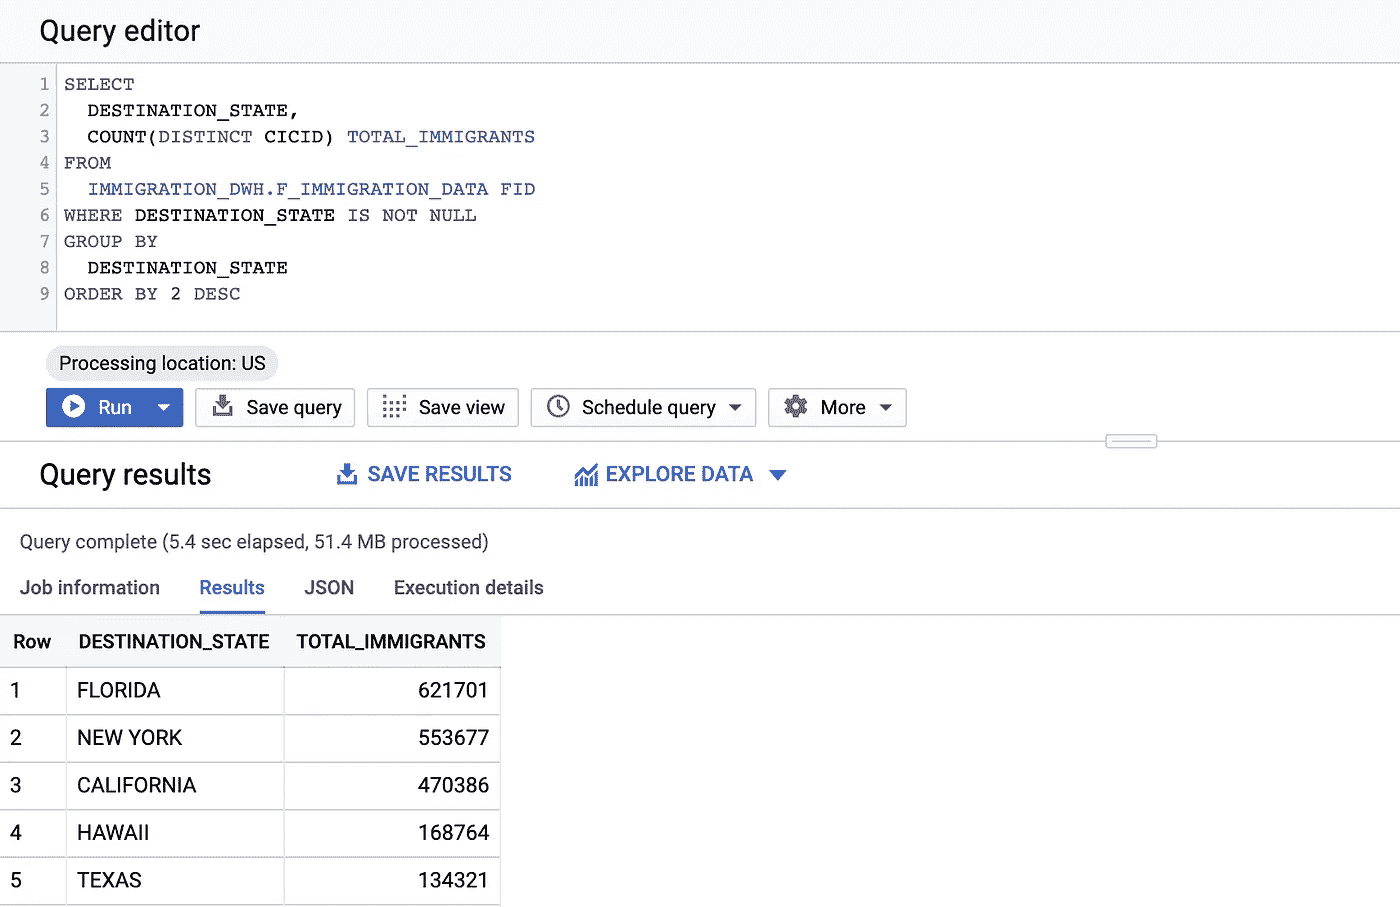 Query editor
1 SELECT
2 DESTINATION_STATE,
3 COUNT(DISTINCT CICID) TOTAL_IMMIGRANTS
4 FROM
5 IMMIGRATION_DWH.F_IMMIGRATION_DATA FID
6 WHERE DESTINATION_STATE IS NOT NULL
7 GROUP BY
8 DESTINATION_STATE
9 ORDER BY 2 DESC
Processing location: US
Run Save query Save view Schedule query More
Query results SAVE RESULTS EXPLORE DATA
Query complete (5.4 sec elapsed, 51.4 MB processed)
Job information Results JSON Execution details
Row DESTINATION_STATE TOTAL_IMMIGRANTS
1 FLORIDA 621701
2 NEW YORK 553677
3 CALIFORNIA 470386
4 HAWAII 168764
5 TEXAS 134321